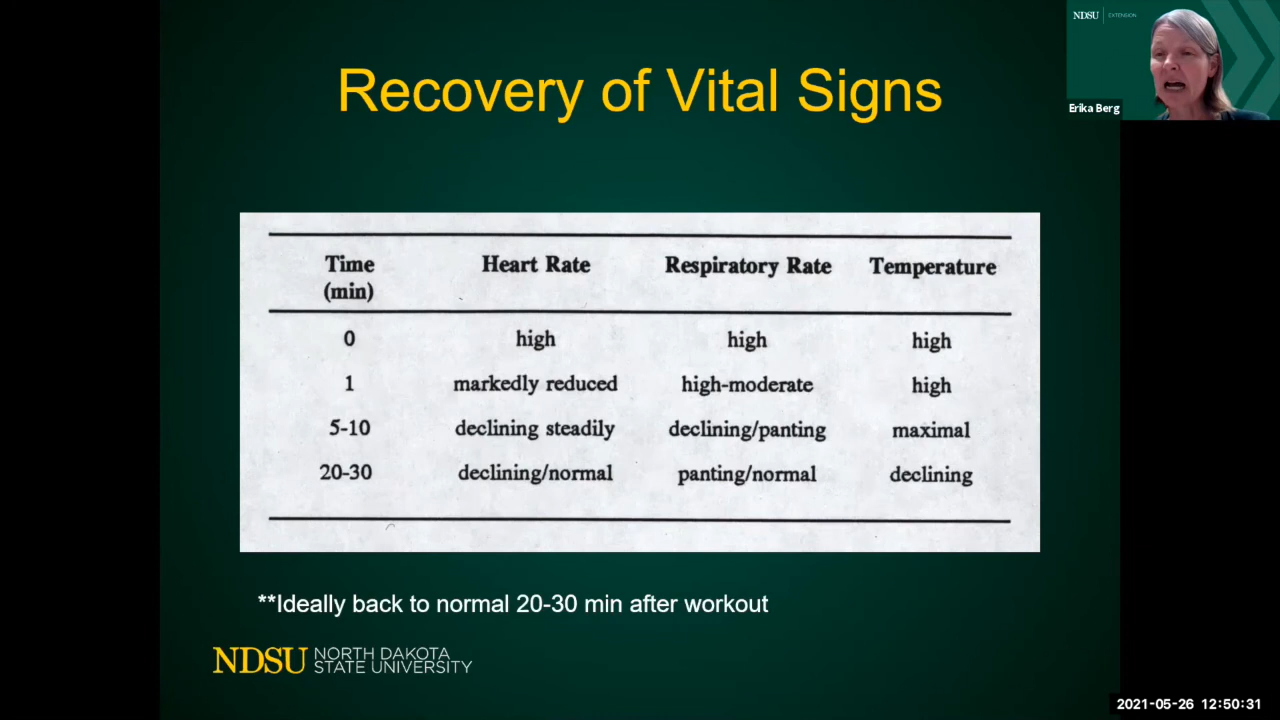 NDSU EXTENSION
Erika Berg
Recovery of Vital Signs
Time Heart Rate Respiratory Rate Temperature
(min)
0 high high high
1 markedly reduced high-moderate high
5-10 declining steadily declining/panting maximal
20-30 declining/normal panting/normal declining
**Ideally back to normal 20-30 min after workout
NDSU NORTH DAKOTA
STATE UNIVERSITY
2021-05-26 12:50:31